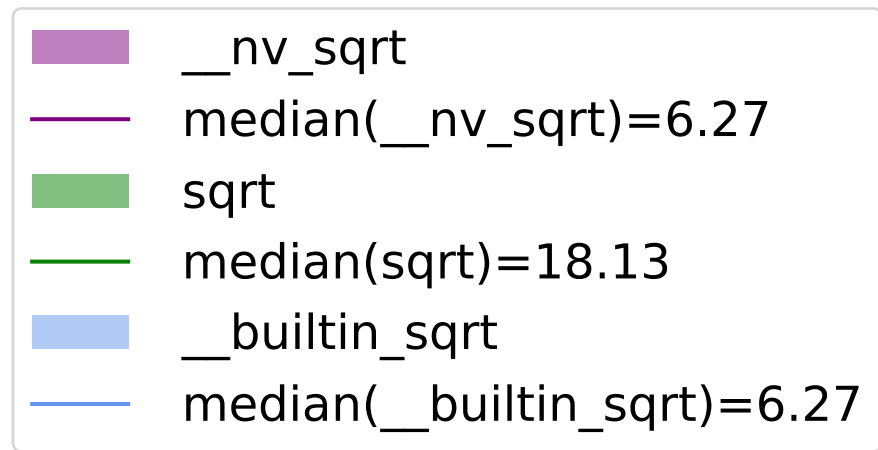 __nv_sqrt
median(__nv_sqrt)=6.27
sqrt
median(sqrt)=18.13
__builtin_sqrt
median(__builtin_sqrt)=6.27